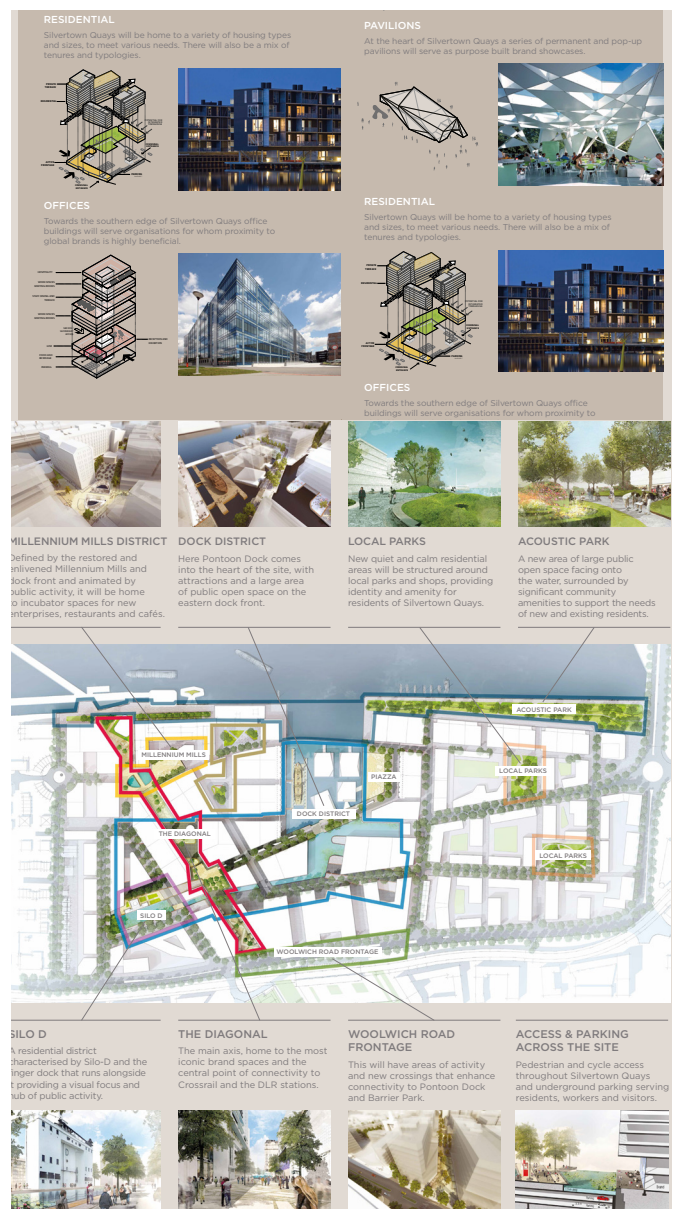 RESIDENTIAL
Silvertown Quays will be home to a variety of housing types
and sizes, to meet various needs. There will also be a mix of
tenures and typologies.
OFFICES
Towards the southern edge of Silvertown Quays office
buildings will serve organisations for whom proximity to
global brands is highly beneficial.
PAVILIONS
At the heart of Silvertown Quays a series of permanent and pop-up
pavilions will serve as purpose built brand showcases.
RESIDENTIAL
Silvertown Quays will be home to a variety of housing types
and sizes, to meet various needs. There will also be a mix of
tenures and typologies.
OFFICES
Towards the southern edge of Silvertown Quays office
buildings will serve organisations for whom proximity to
MILLENNIUM MILLS DISTRICT
Defined by the restored and
enlivened Millennium Mills and
dock front and animated by
public activity, it will be home
to incubator spaces for new
enterprises, restaurants and cafés.
DOCK DISTRICT
Here Pontoon Dock comes
into the heart of the site, with
attractions and a large area
of public open space on the
eastern dock front.
LOCAL PARKS
New quiet and calm residential
areas will be structured around
local parks and shops, providing
identity and amenity for
residents of Silvertown Quays.
ACOUSTIC PARK
A new area of large public
open space facing onto
the water, surrounded by
significant community
amenities to support the needs
of new and existing residents.
ACOUSTIC PARK
MILLENNIUM MILLS
PIAZZA
LOCAL PARKS
DOCK DISTRICT
THE DIAGONAL
LOCAL PARKS
SILO D
WOOLWICH ROAD FRONTAGE
SILO D
A residential district
characterised by Silo-D and the
finger dock that runs alongside
it providing a visual focus and
hub of public activity.
THE DIAGONAL
The main axis, home to the most
iconic brand spaces and the
central point of connectivity to
Crossrail and the DLR stations.
WOOLWICH ROAD
FRONTAGE
This will have areas of activity
and new crossings that enhance
connectivity to Pontoon Dock
and Barrier Park.
ACCESS & PARKING
ACROSS THE SITE
Pedestrian and cycle access
throughout Silvertown Quays
and underground parking serving
residents, workers and visitors.